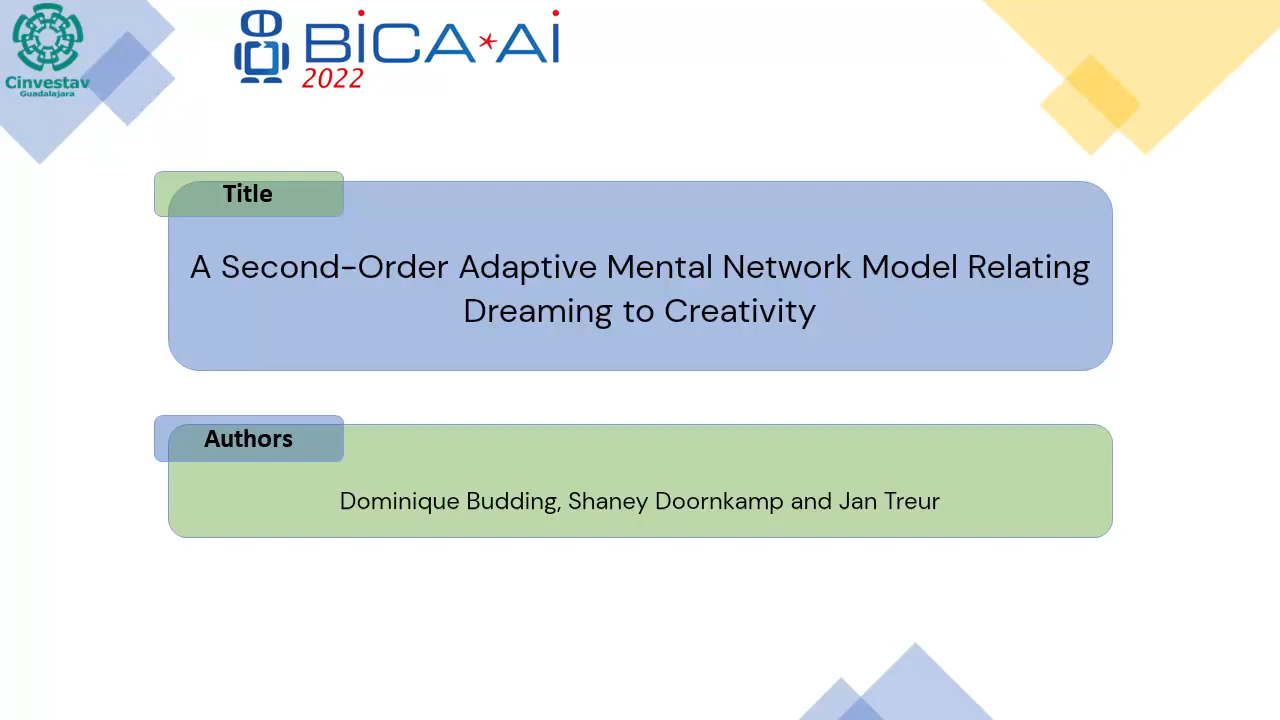 Cinvestav
Guadalajara
BiCA*Ai
2022
Title
A Second-Order Adaptive Mental Network Model Relating
Dreaming to Creativity
Authors
Dominique Budding, Shaney Doornkamp and Jan Treur